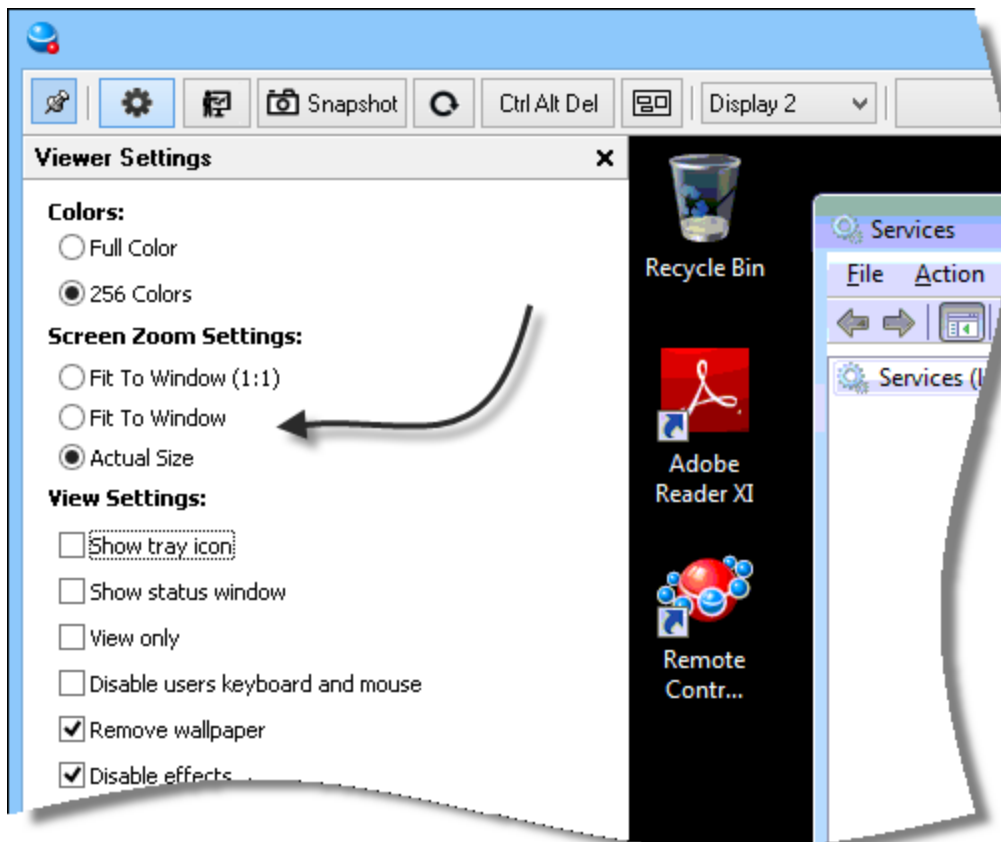 Snapshot
Ctrl Alt Del
Display 2
Viewer Settings
Colors:
Full Color
256 Colors
Screen Zoom Settings:
Fit To Window (1:1)
Fit To Window
Actual Size
View Settings:
Show tray icon
Show status window
View only
Disable users keyboard and mouse
Remove wallpaper
Disable effects
Recycle Bin
Adobe
Reader XI
Remote
Contr...
Services
File Action
Services (